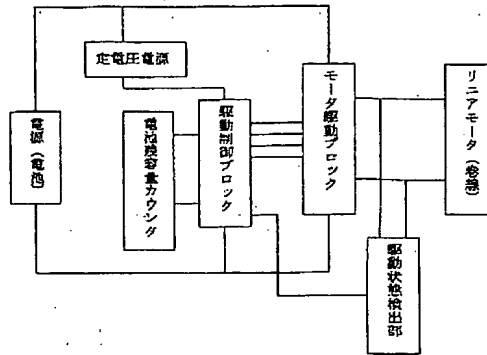 定電圧電源
電源（電池）
電池残容量カウンタ
駆動制御ブロック
モータ駆動ブロック
リニアモータ（巻線）
駆動状態検出部